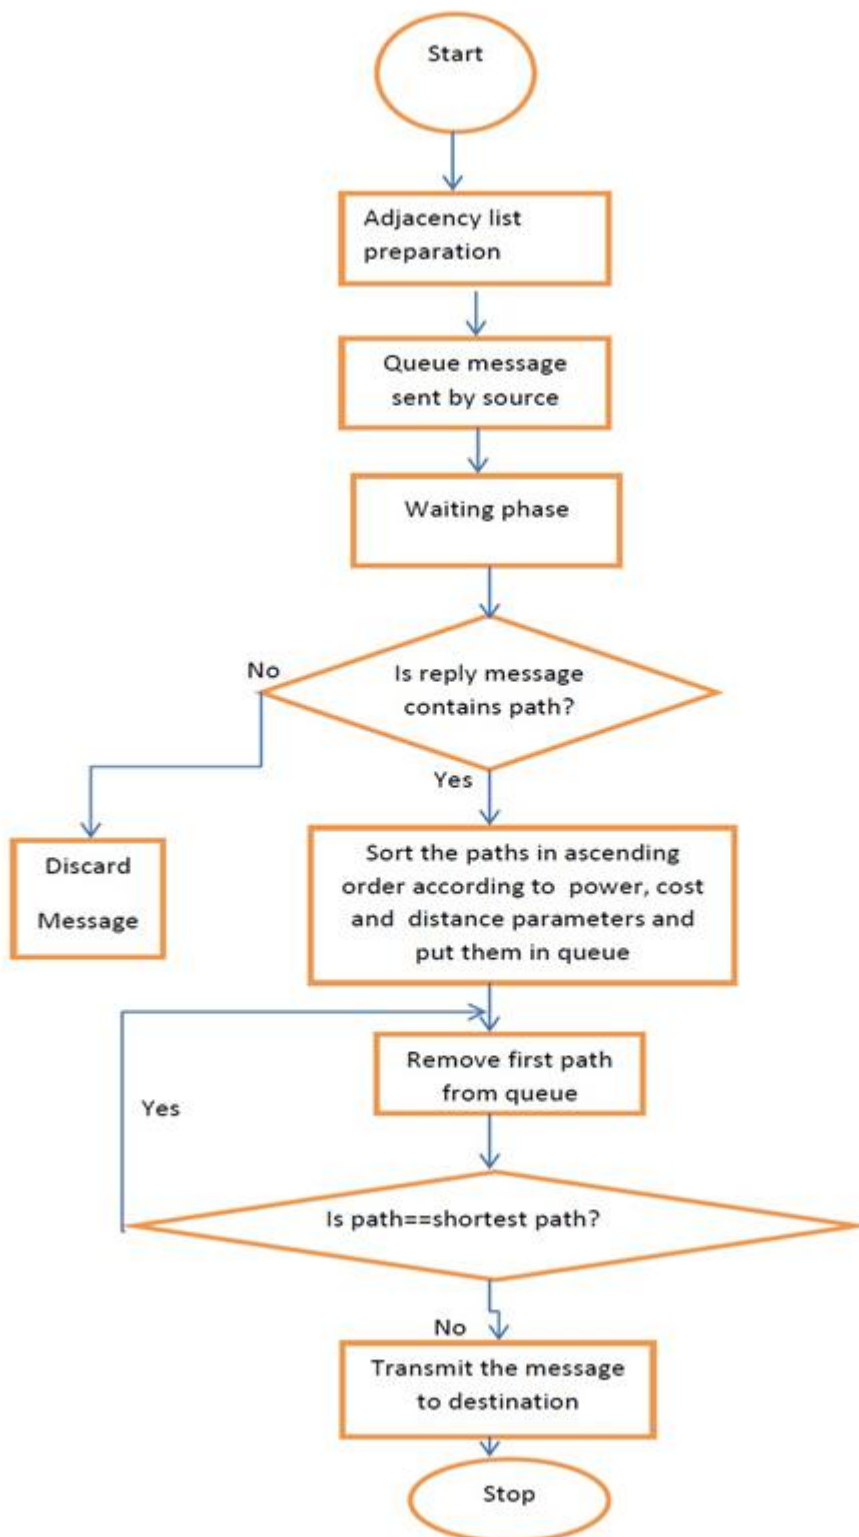 Start
Adjacency list
preparation
Queue message
sent by source
Waiting phase
Is reply message
contains path?
No
Yes
Discard
Message
Sort the paths in ascending
order according to power, cost
and distance parameters and
put them in queue
Remove first path
from queue
Yes
Is path==shortest path?
No
Transmit the message
to destination
Stop